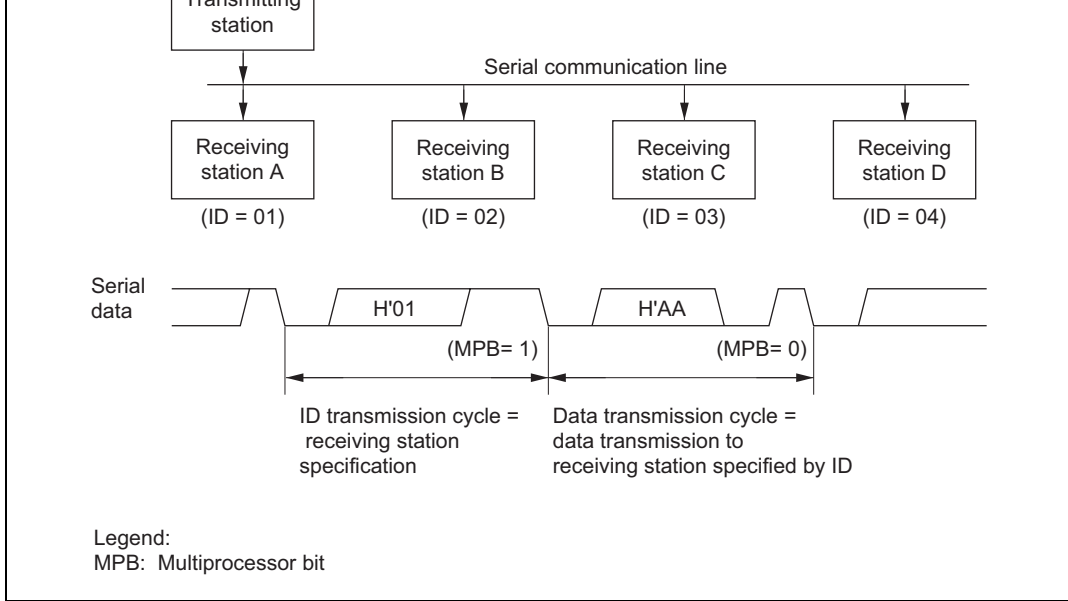 Transmitting
station
Serial communication line
Receiving
station A
Receiving
station B
Receiving
station C
Receiving
station D
(ID = 01)
(ID = 02)
(ID = 03)
(ID = 04)
Serial
data
H'01
H'AA
(MPB= 1)
(MPB= 0)
ID transmission cycle =
receiving station
specification
Data transmission cycle =
data transmission to
receiving station specified by ID
Legend:
MPB: Multiprocessor bit